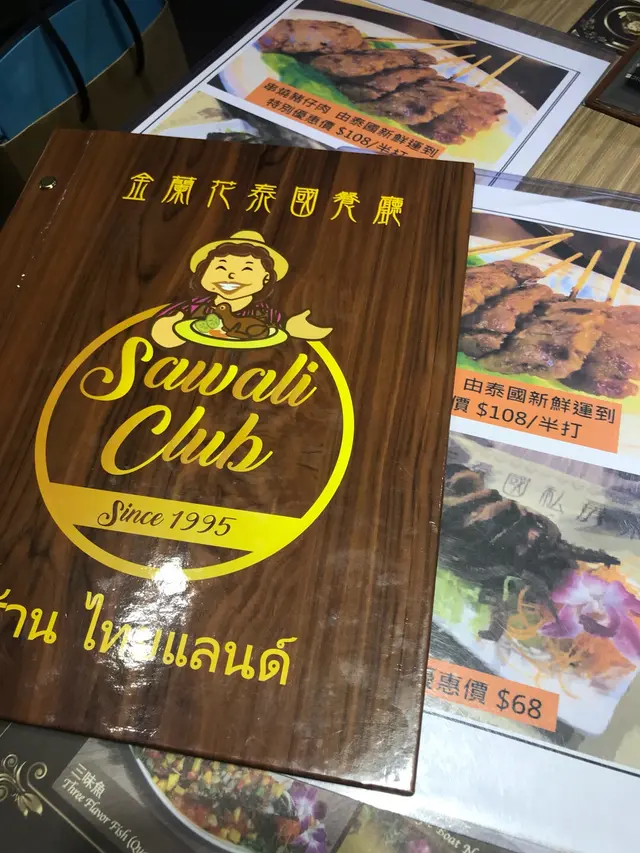 串燒豬仔肉 由泰國新鮮運到
特別優惠價 $108/半打
金蘭花泰國餐廳
Sawali
Club
Since 1995
ไทยแลนด์
由泰國新鮮運到
價 $108/半打
國私
惠價 $68
三味魚
Three Flavor Fish